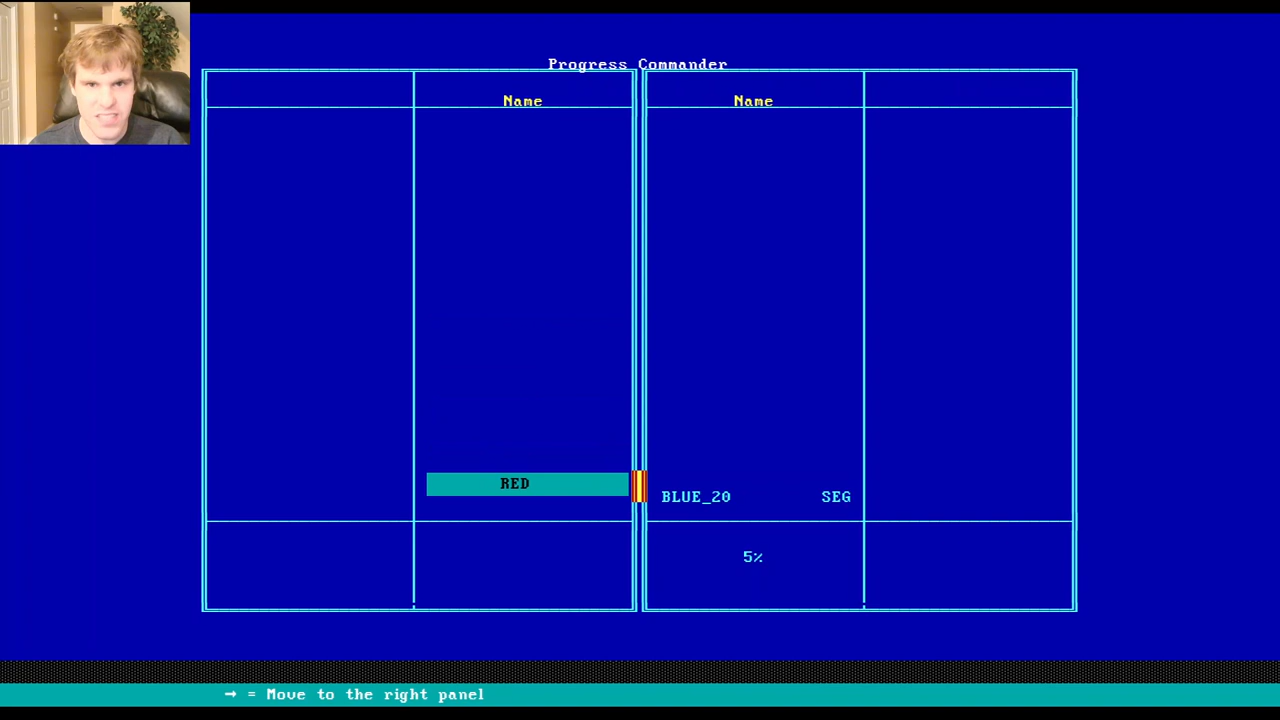 Progress Commander
Name Name
RED
BLUE_20 SEG
5%
→ = Move to the right panel